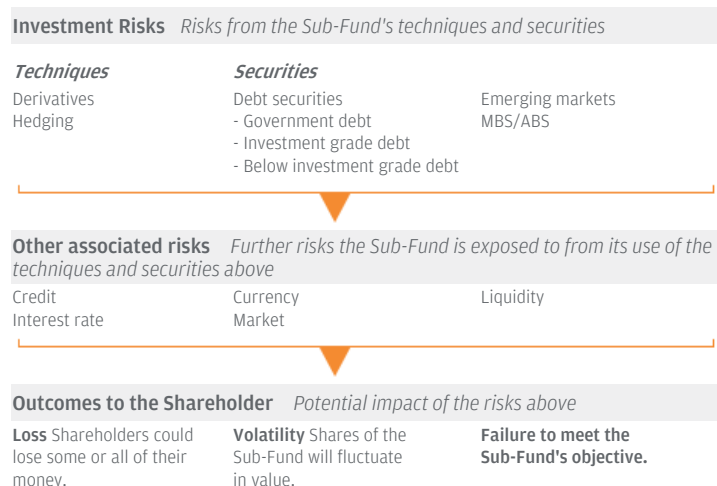 Investment Risks Risks from the Sub-Fund's techniques and securities
Techniques
Derivatives
Hedging
Securities
Debt securities
- Government debt
- Investment grade debt
- Below investment grade debt
Emerging markets
MBS/ABS
Other associated risks Further risks the Sub-Fund is exposed to from its use of the
techniques and securities above
Credit
Interest rate
Currency
Market
Liquidity
Outcomes to the Shareholder Potential impact of the risks above
Loss Shareholders could
lose some or all of their
money.
Volatility Shares of the
Sub-Fund will fluctuate
in value.
Failure to meet the
Sub-Fund's objective.